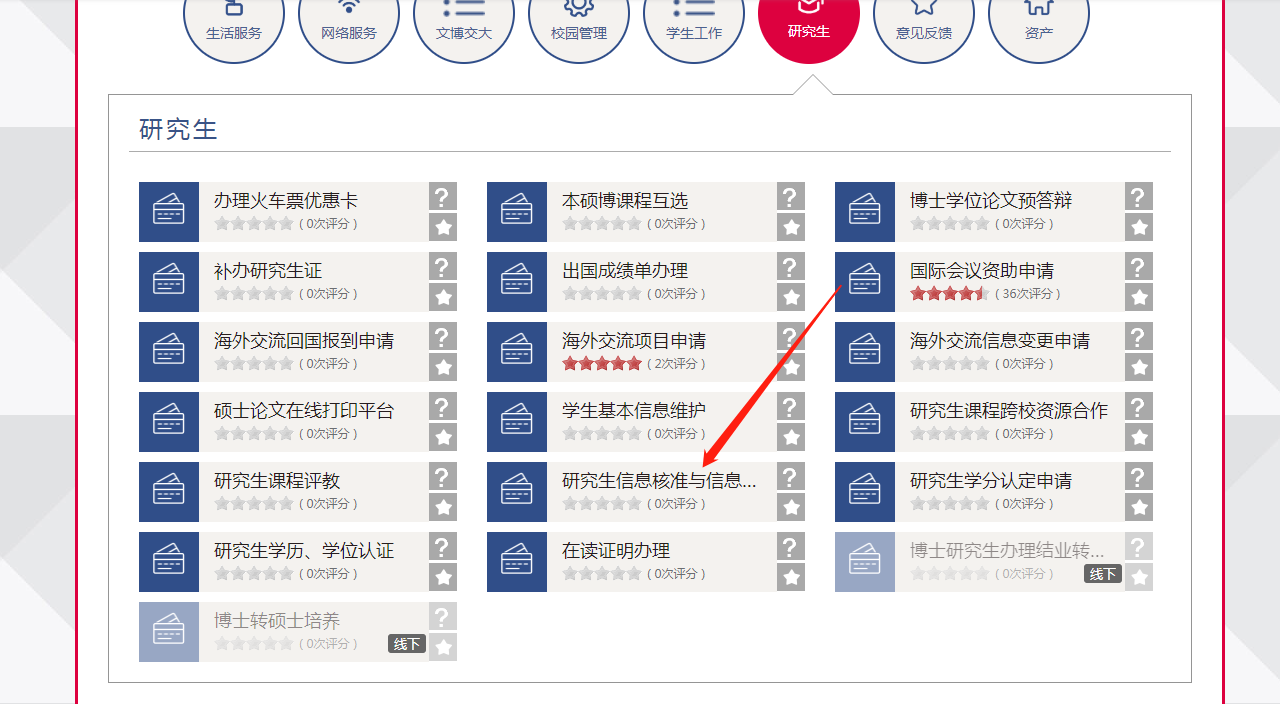 生活服务
网络服务
文博交大
校园管理
学生工作
研究生
意见反馈
资产
研究生
办理火车票优惠卡
( 0次评分 )
?
本硕博课程互选
( 0次评分 )
?
博士学位论文预答辩
( 0次评分 )
?
补办研究生证
( 0次评分 )
?
出国成绩单办理
( 0次评分 )
?
国际会议资助申请
( 36次评分 )
?
海外交流回国报到申请
( 0次评分 )
?
海外交流项目申请
( 2次评分 )
?
海外交流信息变更申请
( 0次评分 )
?
硕士论文在线打印平台
( 0次评分 )
?
学生基本信息维护
( 0次评分 )
?
研究生课程跨校资源合作
( 0次评分 )
?
研究生课程评教
( 0次评分 )
?
研究生信息核准与信息...
( 0次评分 )
?
研究生学分认定申请
( 0次评分 )
?
研究生学历、学位认证
( 0次评分 )
?
在读证明办理
( 0次评分 )
?
博士研究生办理结业转...
( 0次评分 )
线下
?
博士转硕士培养
( 0次评分 )
线下
?